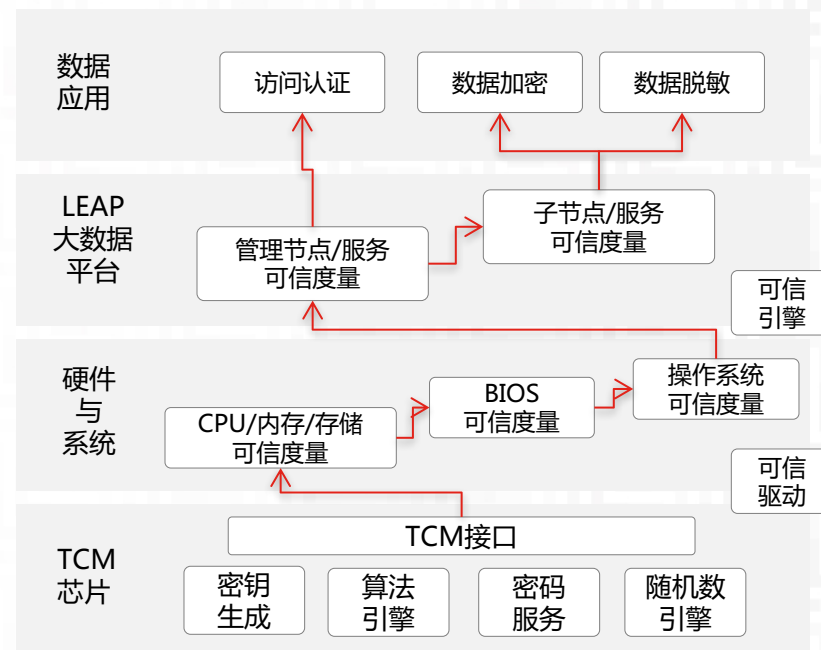 数据
应用
访问认证
数据加密
数据脱敏
LEAP
大数据
平台
管理节点/服务
可信度量
子节点/服务
可信度量
可信
引擎
硬件
与
系统
CPU/内存/存储
可信度量
BIOS
可信度量
操作系统
可信度量
可信
驱动
TCM
芯片
TCM接口
密钥
生成
算法
引擎
密码
服务
随机数
引擎